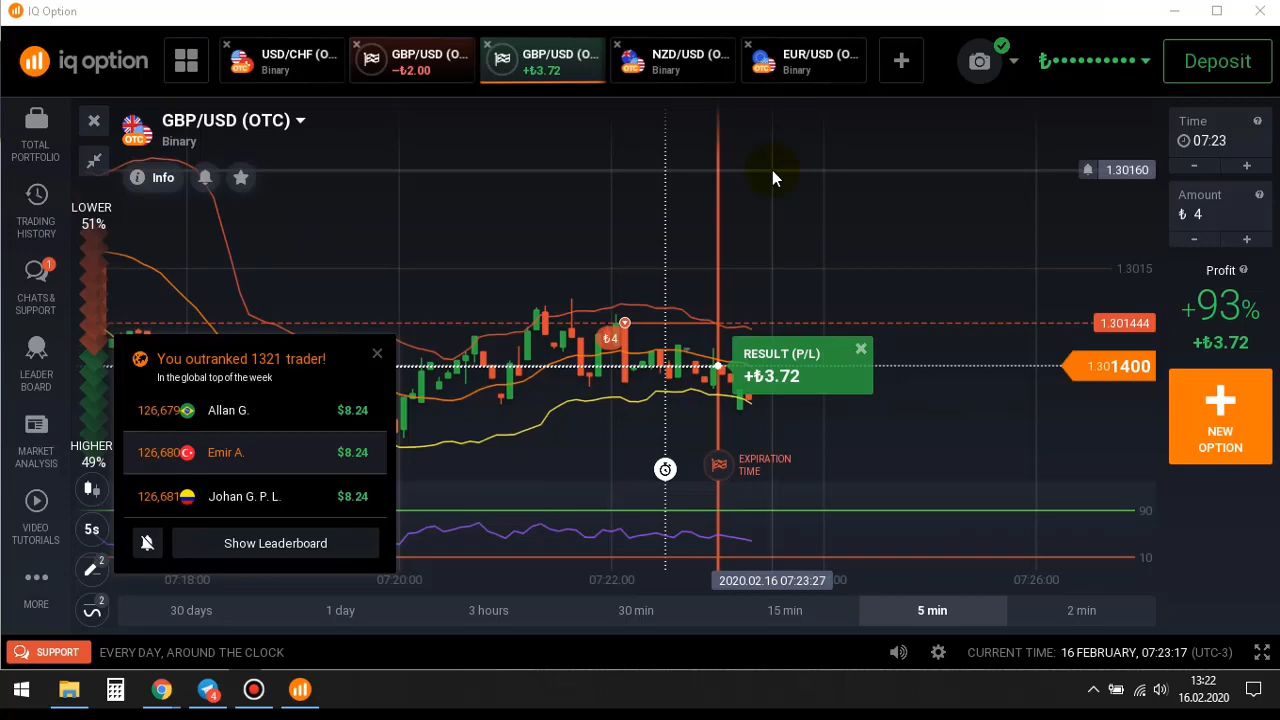 IQ Option
iq option
USD/CHF (O...
Binary
GBP/USD (O...
−₺2.00
GBP/USD (O...
+₺3.72
NZD/USD (O...
Binary
EUR/USD (O...
Binary
Deposit
TOTAL
PORTFOLIO
TRADING
HISTORY
1
CHATS &
SUPPORT
LEADER
BOARD
MARKET
ANALYSIS
VIDEO
TUTORIALS
MORE
GBP/USD (OTC)
OTC
Binary
Info
LOWER
51%
HIGHER
49%
5s
2
2
1.30160
1.3015
1.301444
1.301400
90
10
₺4
RESULT (P/L)
+₺3.72
EXPIRATION
TIME
You outranked 1321 trader!
In the global top of the week
126,679 Allan G. $8.24
126,680 Emir A. $8.24
126,681 Johan G. P. L. $8.24
Show Leaderboard
07:18:00
07:20:00
07:22:00
2020.02.16 07:23:27
:00
07:26:00
30 days
1 day
3 hours
30 min
15 min
5 min
2 min
Time
07:23
-
+
Amount
₺ 4
-
+
Profit
+93%
+₺3.72
NEW
OPTION
SUPPORT
EVERY DAY, AROUND THE CLOCK
CURRENT TIME: 16 FEBRUARY, 07:23:17 (UTC-3)
4
13:22
16.02.2020